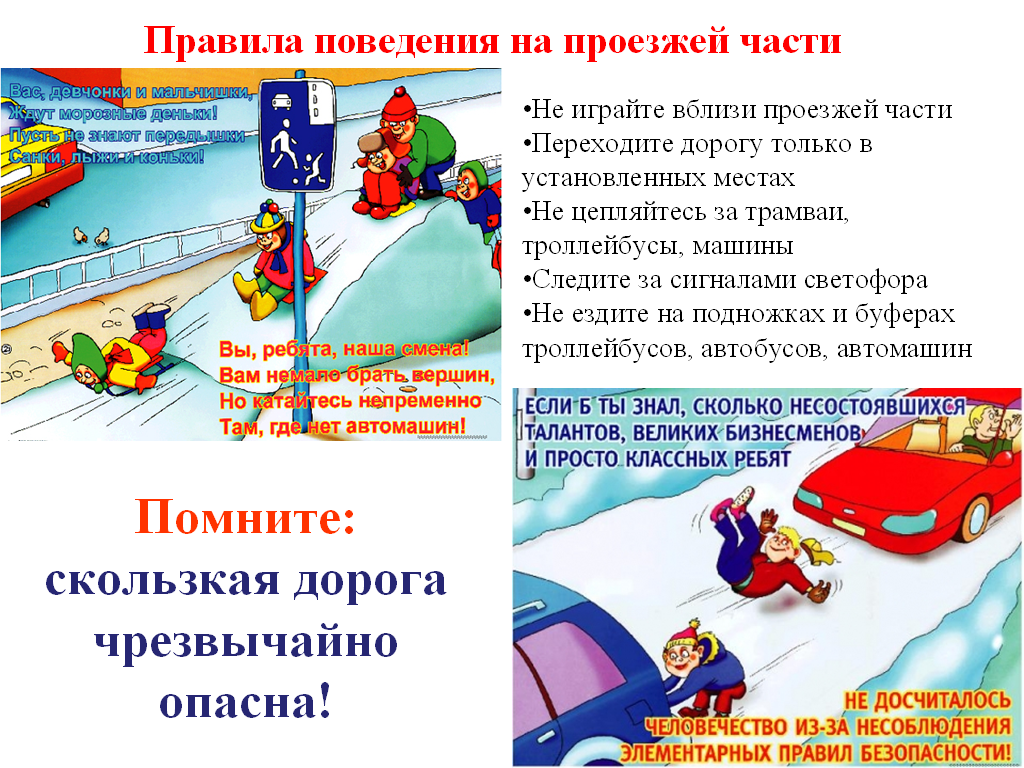 Правила поведения на проезжей части
Вас, девчонки и мальчишки,
Ждут морозные деньки!
Пусть не знают передышки
Санки, лыжи и коньки!
Вы, ребята, наша смена!
Вам немало брать вершин,
Но катайтесь непременно
Там, где нет автомашин!
•Не играйте вблизи проезжей части
•Переходите дорогу только в
установленных местах
•Не цепляйтесь за трамваи,
троллейбусы, машины
•Следите за сигналами светофора
•Не ездите на подножках и буферах
троллейбусов, автобусов, автомашин
Помните:
скользкая дорога
чрезвычайно
опасна!
ЕСЛИ Б ТЫ ЗНАЛ, СКОЛЬКО НЕСОСТОЯВШИХСЯ
ТАЛАНТОВ, ВЕЛИКИХ БИЗНЕСМЕНОВ
И ПРОСТО КЛАССНЫХ РЕБЯТ
НЕ ДОСЧИТАЛОСЬ
ЧЕЛОВЕЧЕСТВО ИЗ-ЗА НЕСОБЛЮДЕНИЯ
ЭЛЕМЕНТАРНЫХ ПРАВИЛ БЕЗОПАСНОСТИ!